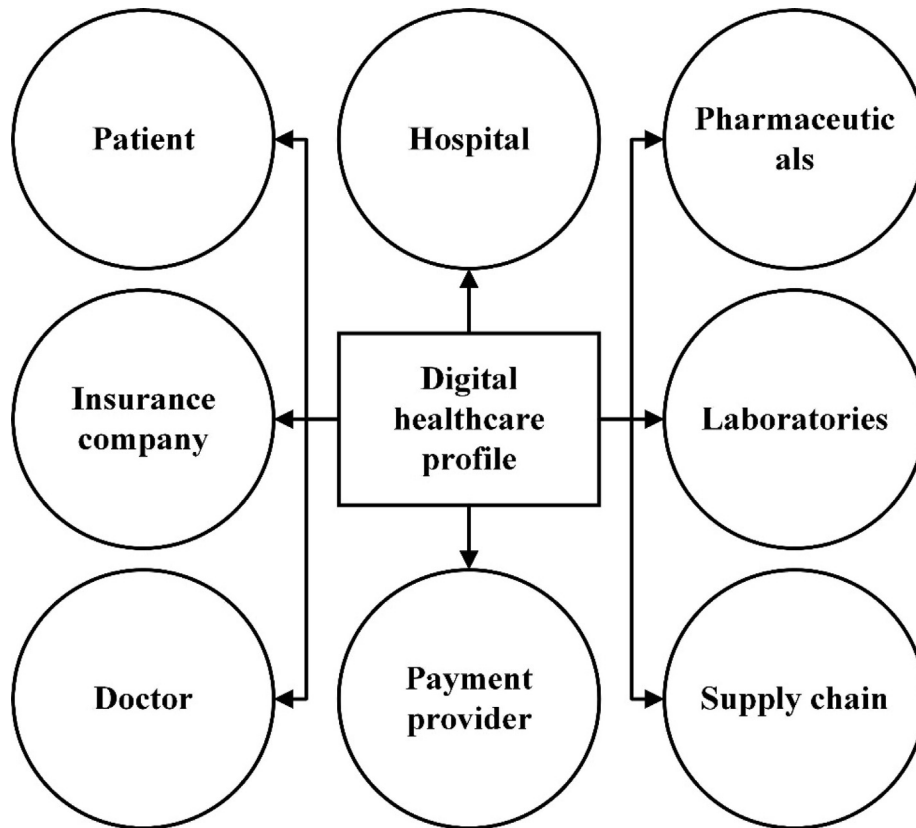 Patient
Hospital
Pharmaceutic
als
Insurance
company
Digital
healthcare
profile
Laboratories
Doctor
Payment
provider
Supply chain